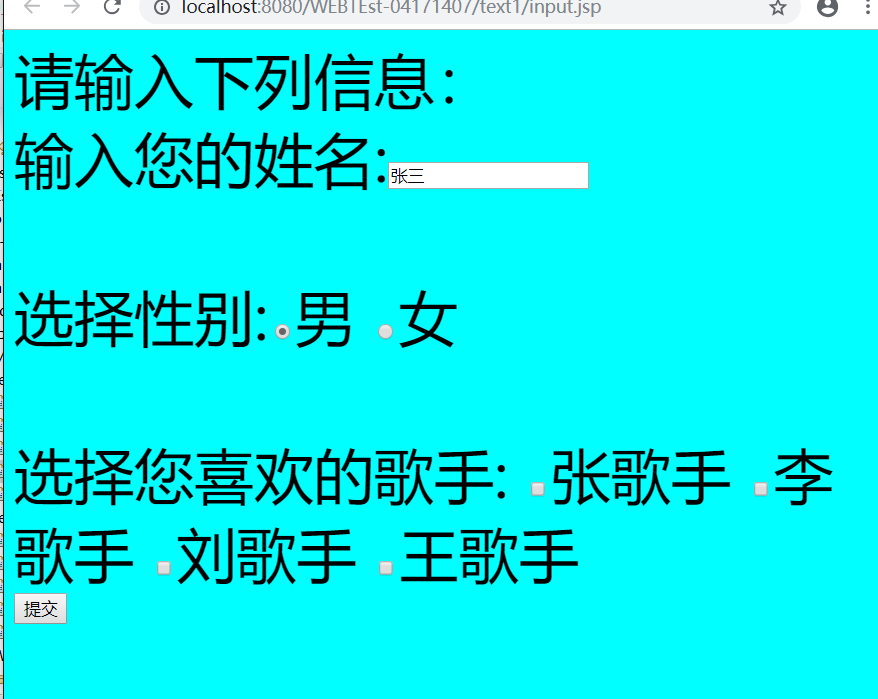 localhost:8080/WEBTEst-04171407/text1/input.jsp
请输入下列信息：
输入您的姓名:张三
选择性别:男 女
选择您喜欢的歌手: 张歌手 李
歌手 刘歌手 王歌手
提交